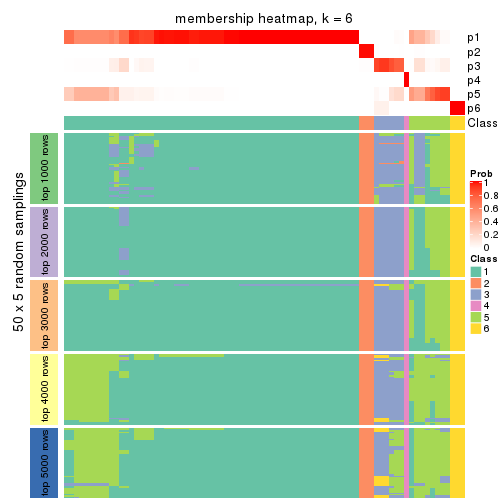 membership heatmap, k = 6
p1
p2
p3
p4
p5
p6
Class
50 x 5 random samplings
top 1000 rows
top 2000 rows
top 3000 rows
top 4000 rows
top 5000 rows
Prob
1
0.8
0.6
0.4
0.2
0
Class
1
2
3
4
5
6